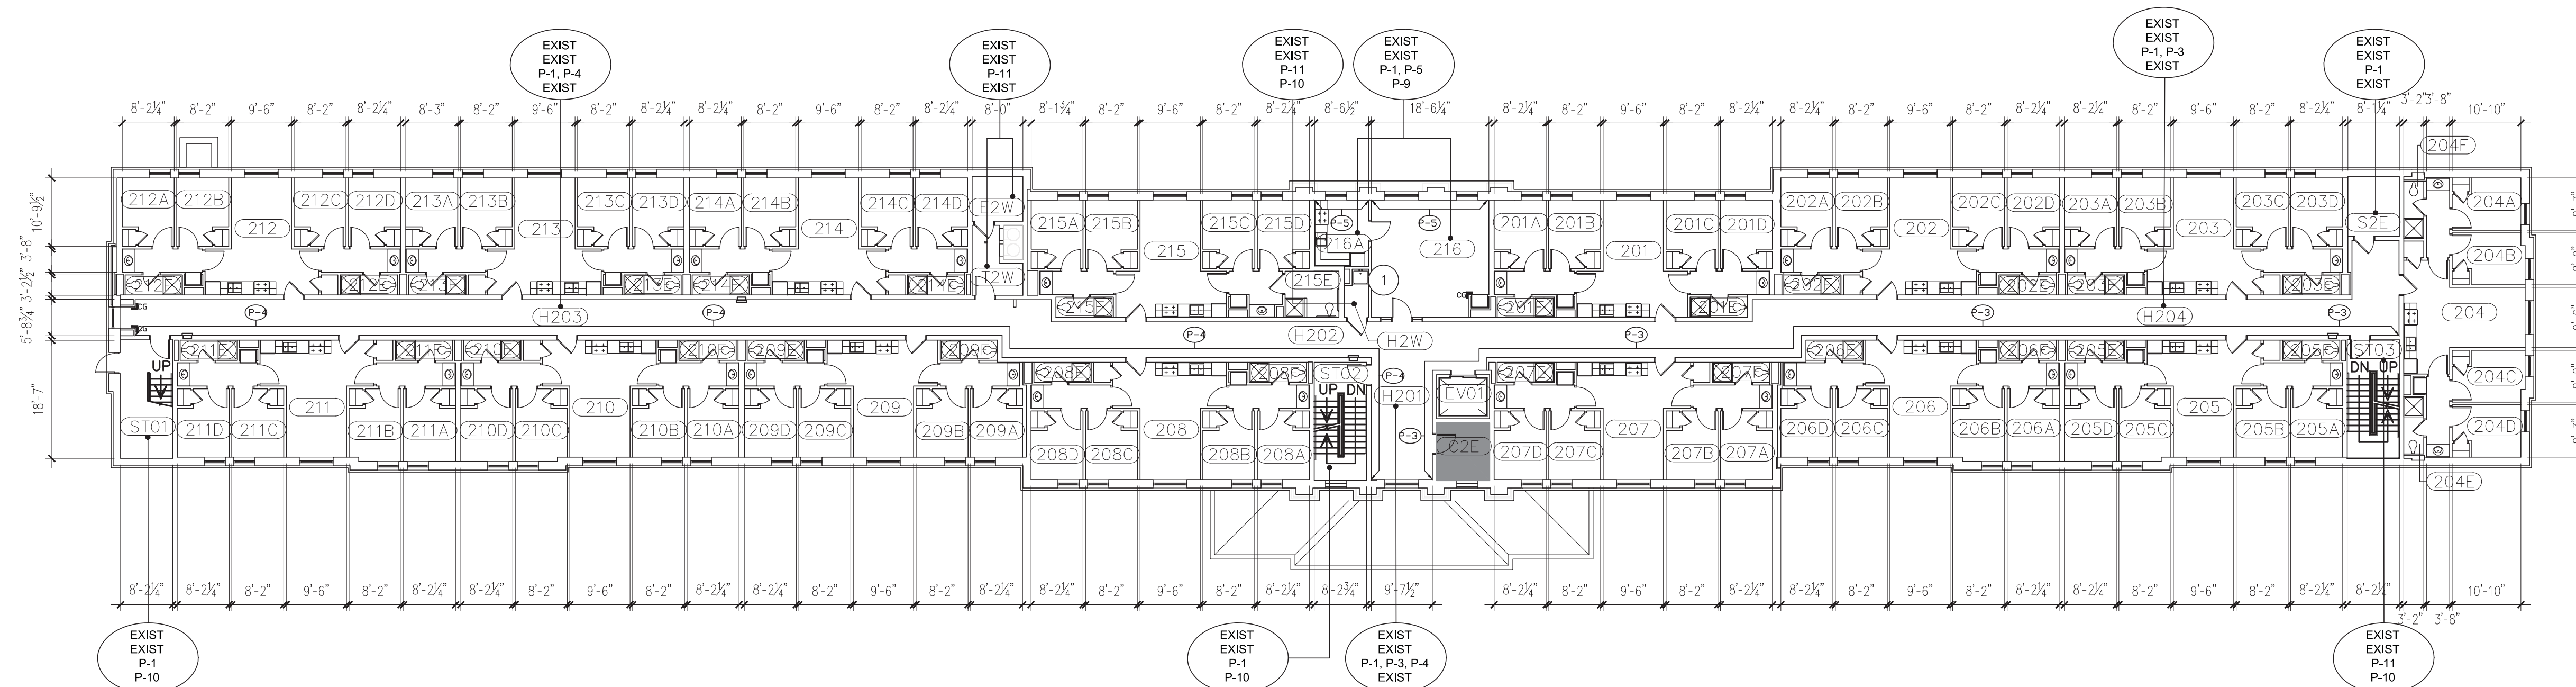 EXIST
EXIST
P-1, P-4
EXIST
EXIST
EXIST
P-11
EXIST
EXIST
EXIST
P-11
P-10
EXIST
EXIST
P-1, P-5
P-9
EXIST
EXIST
P-1, P-3
EXIST
EXIST
EXIST
P-1
EXIST
8'-2¼" 8'-2" 9'-6" 8'-2" 8'-2¼" 8'-3" 8'-2" 9'-6" 8'-2" 8'-2¼" 8'-2¼" 8'-2" 9'-6" 8'-2" 8'-2¼" 8'-0" 8'-1¾" 8'-2" 9'-6" 8'-2" 8'-2¼" 8'-6½" 18'-6¼" 8'-2¼" 8'-2" 9'-6" 8'-2" 8'-2¼" 8'-2¼" 8'-2" 9'-6" 8'-2" 8'-2¼" 8'-2¼" 8'-2" 9'-6" 8'-2" 8'-2¼" 8'-1¼" 3'-2" 3'-8" 10'-10"
204F
212A 212B 212C 212D 213A 213B 213C 213D 214A 214B 214C 214D E2W 202A 202B 202C 202D 203A 203B 203C 203D 204A
215A 215B 215C 215D P-5 P-5 201A 201B 201C 201D S2E
212 213 214 215 216A 216 201 202 203
204B
T2W 215E 1
10'-9½"
3'-8"
3'-2½"
5'-8¾"
18'-7"
CG
CG
CG
P-4 H203 P-4 P-3 H204 P-3 204
P-4 H202 H2W P-3
UP ST02 ST03
UP DN P-4 H201 EV01 DN UP 204C
211 210 209 206 205
ST01 211D 211C 211B 211A 210D 210C 210B 210A 209D 209C 209B 209A 208 P-3 C2E 207 206D 206C 206B 206A 205D 205C 205B 205A 204D
208D 208C 208B 208A 207D 207C 207B 207A
204E
8'-2¼" 8'-2¼" 8'-2" 9'-6" 8'-2" 8'-2¼" 8'-2¼" 8'-2" 9'-6" 8'-2" 8'-2¼" 8'-2¼" 8'-2" 9'-6" 8'-2" 8'-2¼" 8'-2¼" 8'-2" 9'-6" 8'-2" 8'-2¼" 8'-2¾" 9'-7½" 8'-2¼" 8'-2" 9'-6" 8'-2" 8'-2¼" 8'-2¼" 8'-2" 9'-6" 8'-2" 8'-2¼" 8'-2¼" 8'-2" 9'-6" 8'-2" 8'-2¼" 8'-2¼" 10'-10"
3'-2" 3'-8"
EXIST
EXIST
P-1
P-10
EXIST
EXIST
P-1
P-10
EXIST
EXIST
P-1, P-3, P-4
EXIST
EXIST
EXIST
P-11
P-10